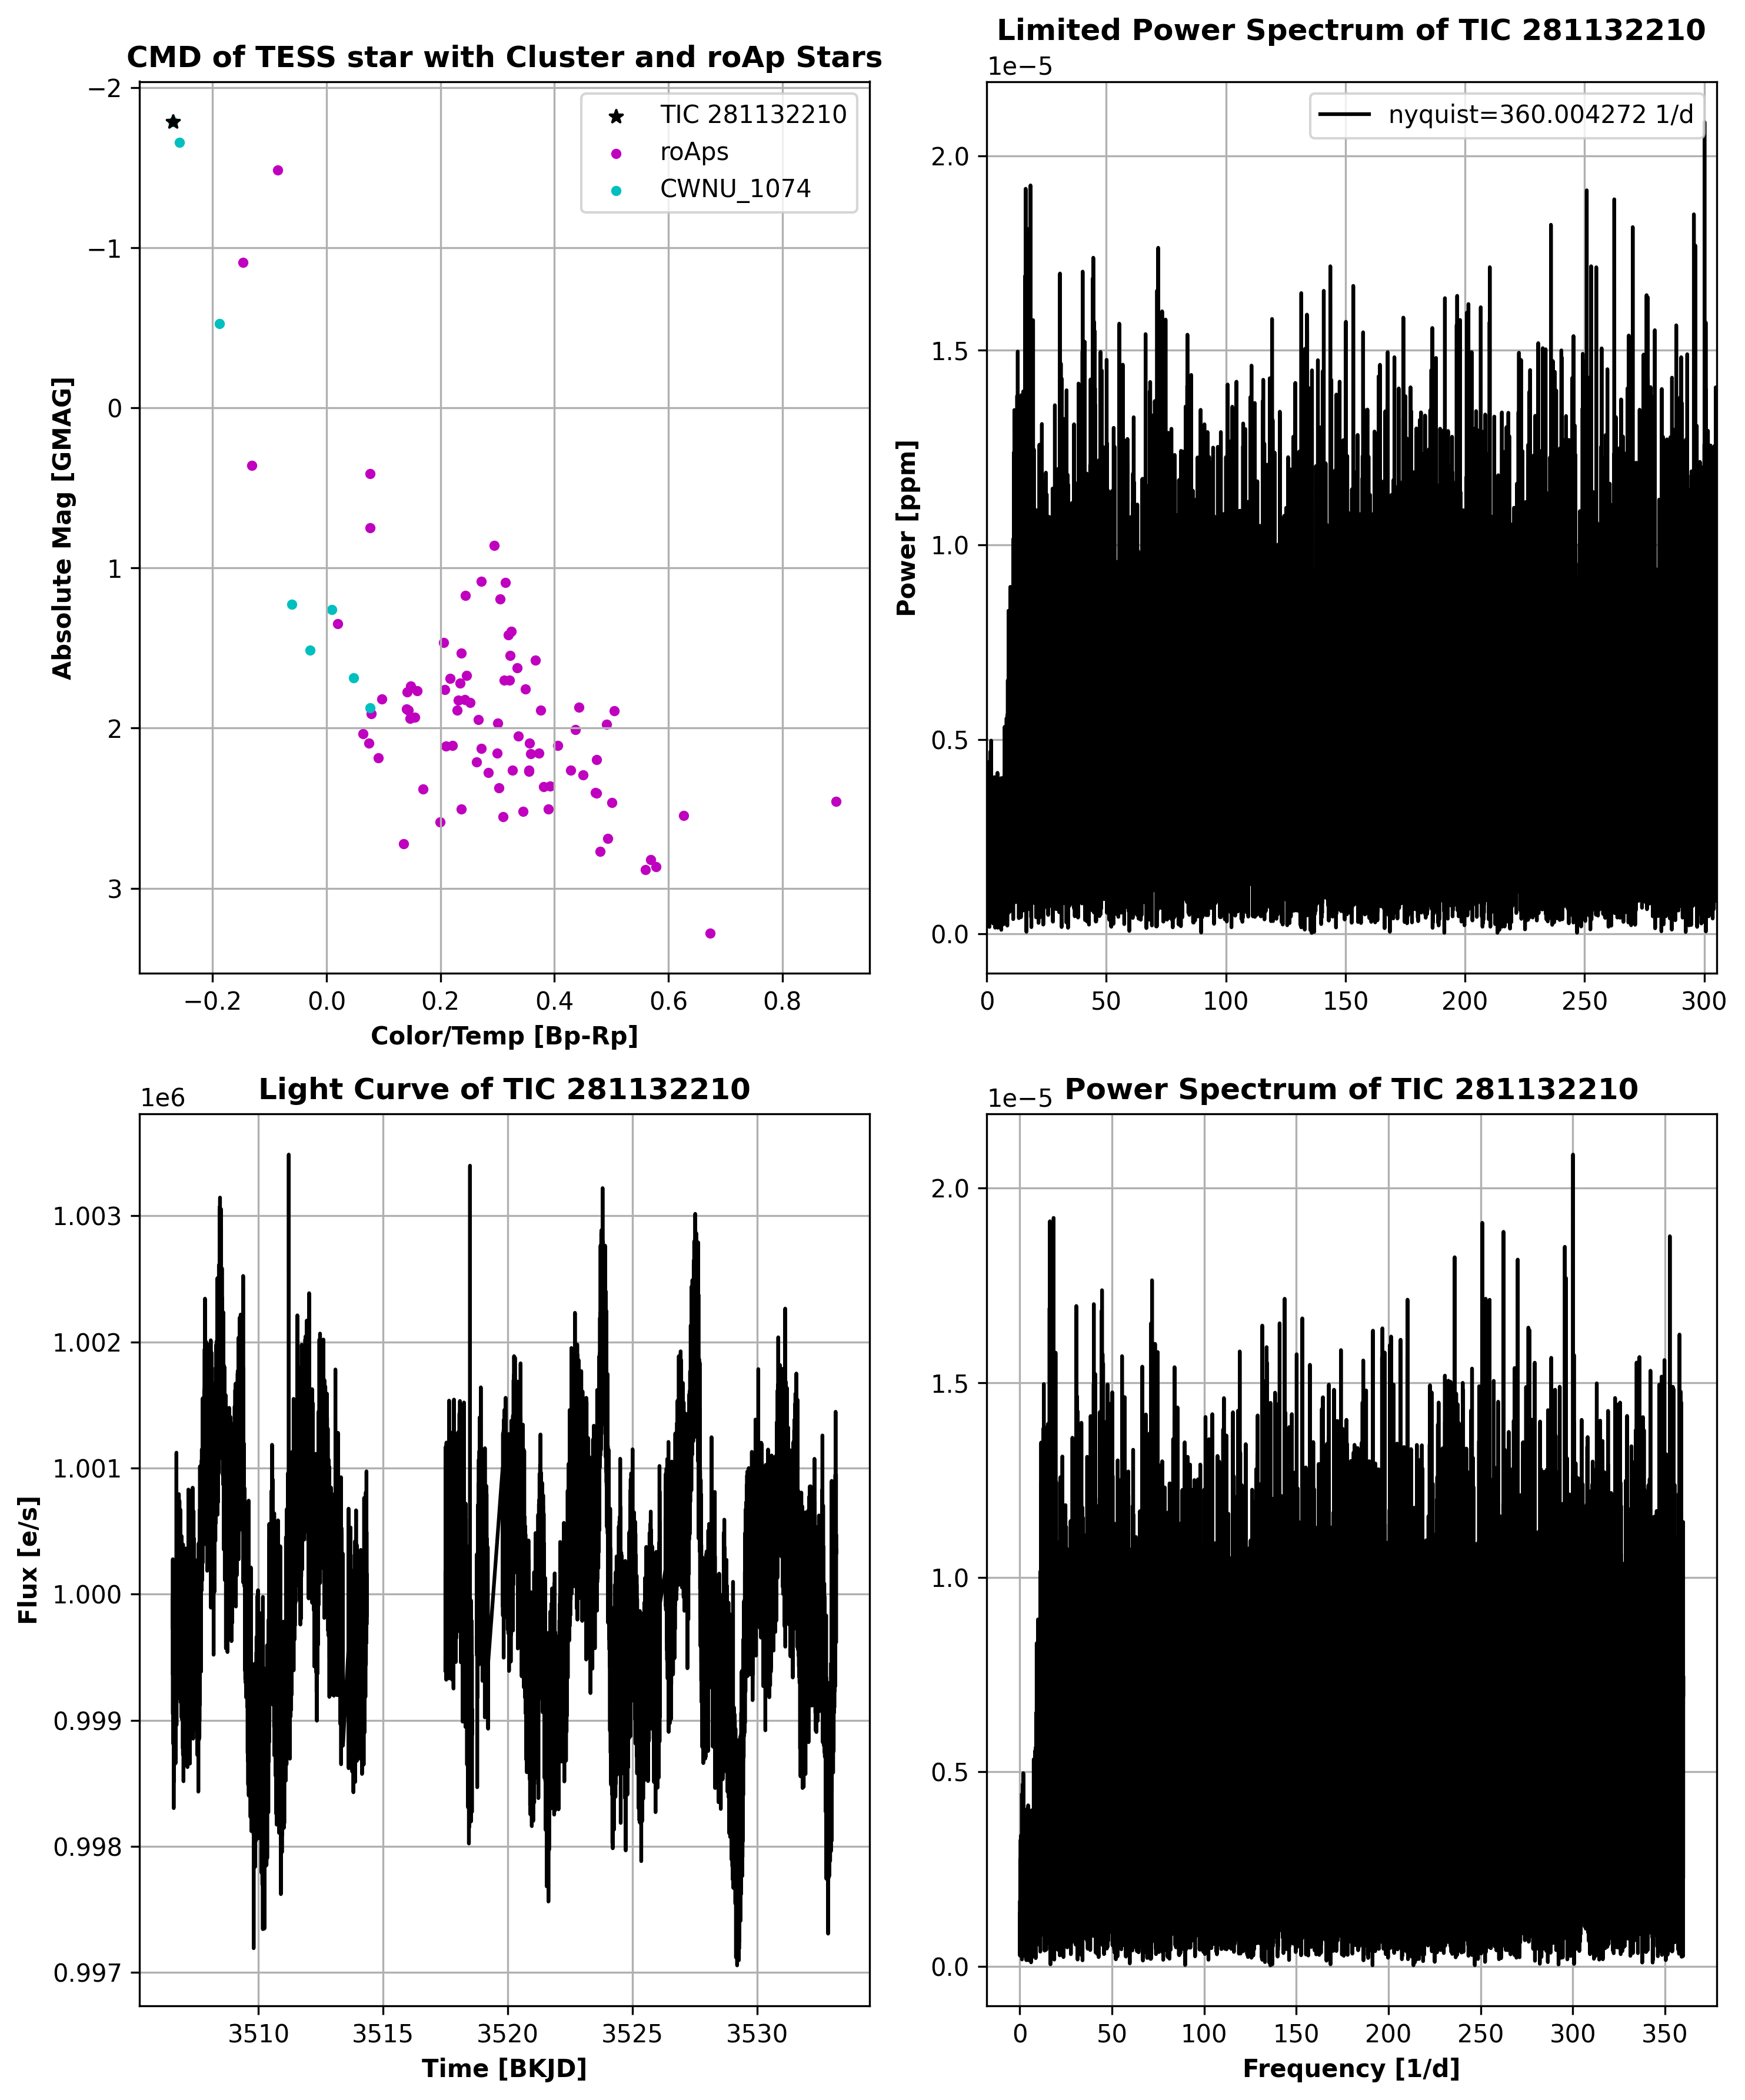 CMD of TESS star with Cluster and roAp Stars
TIC 281132210
roAps
CWNU_1074
Absolute Mag [GMAG]
−2
−1
0
1
2
3
−0.2 0.0 0.2 0.4 0.6 0.8
Color/Temp [Bp-Rp]
Limited Power Spectrum of TIC 281132210
1e−5
nyquist=360.004272 1/d
Power [ppm]
2.0
1.5
1.0
0.5
0.0
0 50 100 150 200 250 300
Light Curve of TIC 281132210
1e6
Flux [e/s]
1.003
1.002
1.001
1.000
0.999
0.998
0.997
3510 3515 3520 3525 3530
Time [BKJD]
Power Spectrum of TIC 281132210
1e−5
2.0
1.5
1.0
0.5
0.0
0 50 100 150 200 250 300 350
Frequency [1/d]